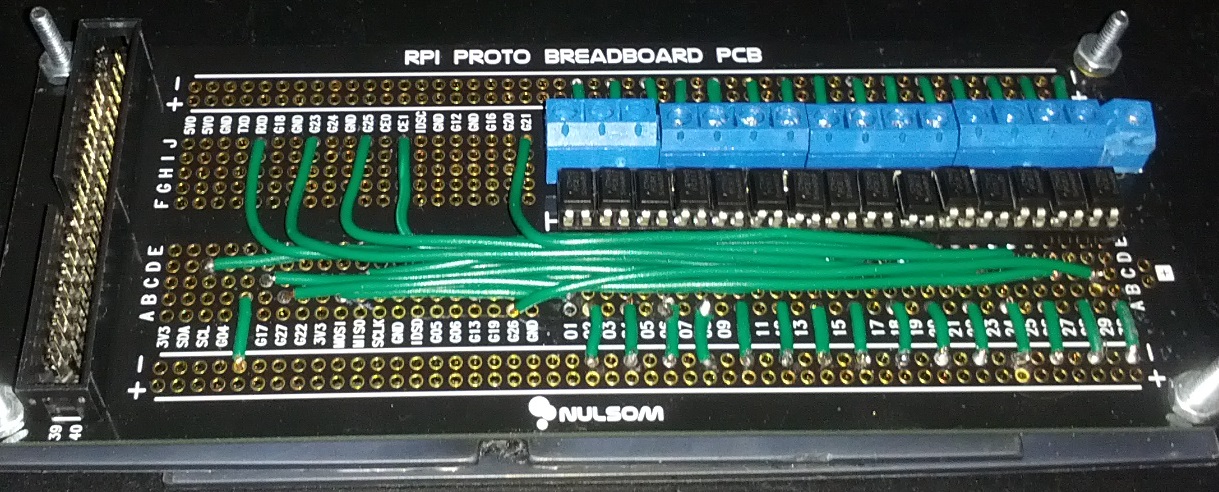 RPI PROTO BREADBOARD PCB
- +
5V0 5V0 GND TXD RXD G18 GND G23 G24 GND G25 CE0 CE1 IDSC GND G12 GND G16 G20 G21
F G H I J
A B C D E
A B C D E
3V3 SDA SCL G04 G17 G27 G22 3V3 MOSI MISO SCLK GND IDSD G05 G06 G13 G19 G26 GND 01 03 05 07 09 11 13 15 17 19 21 23 25 27 29
+ -
- +
NULSOM
39
40